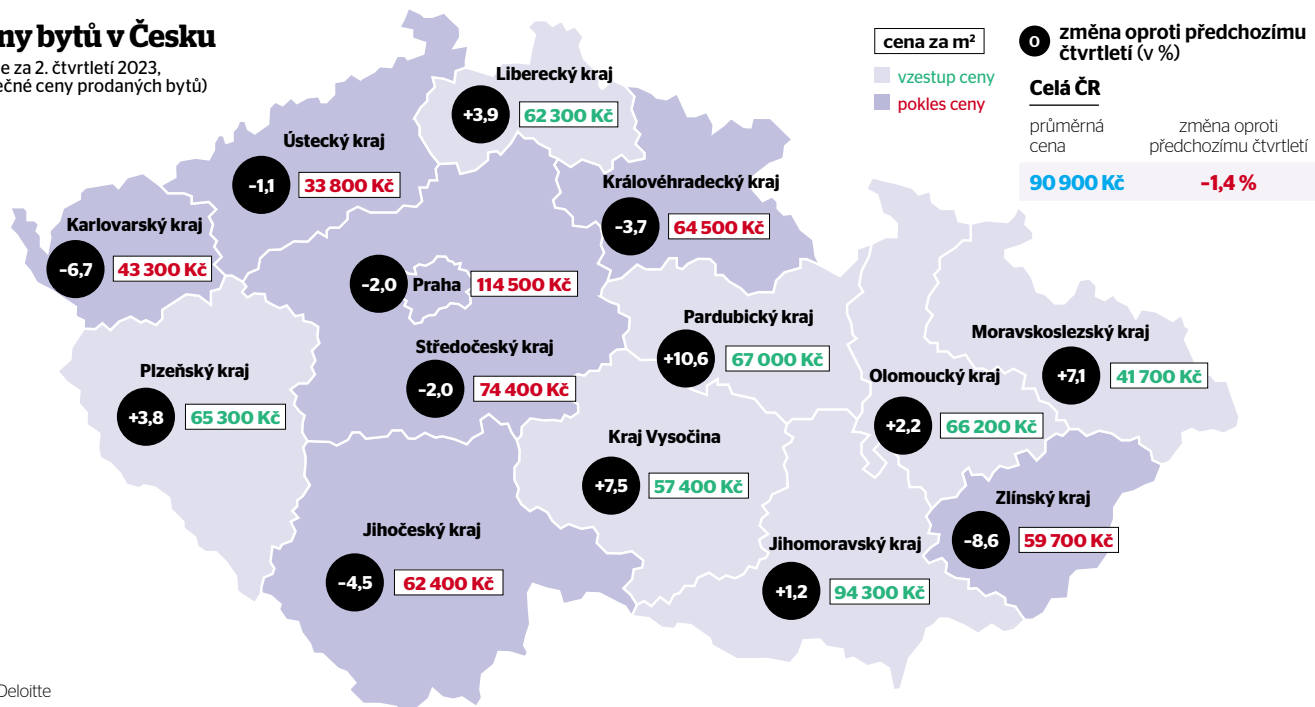 ny bytů v Česku
e za 2. čtvrtletí 2023,
ečné ceny prodaných bytů)
cena za m²
vzestup ceny
pokles ceny
0 změna oproti předchozímu
čtvrtletí (v %)
Celá ČR
průměrná
cena
změna oproti
předchozímu čtvrtletí
90 900 Kč
-1,4 %
Liberecký kraj
+3,9 62 300 Kč
Ústecký kraj
-1,1 33 800 Kč
Královéhradecký kraj
-3,7 64 500 Kč
Karlovarský kraj
-6,7 43 300 Kč
-2,0 Praha 114 500 Kč
Pardubický kraj
+10,6 67 000 Kč
Moravskoslezský kraj
+7,1 41 700 Kč
Středočeský kraj
-2,0 74 400 Kč
Plzeňský kraj
+3,8 65 300 Kč
Olomoucký kraj
+2,2 66 200 Kč
Kraj Vysočina
+7,5 57 400 Kč
Zlínský kraj
-8,6 59 700 Kč
Jihočeský kraj
-4,5 62 400 Kč
Jihomoravský kraj
+1,2 94 300 Kč
Deloitte